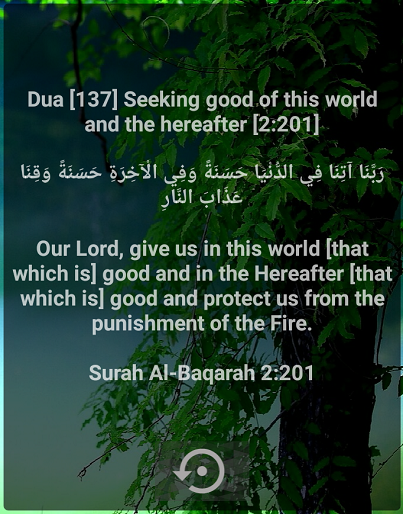 Dua [137] Seeking good of this world
and the hereafter [2:201]
رَبَّنَا آتِنَا فِي الدُّنْيَا حَسَنَةً وَفِي الْآخِرَةِ حَسَنَةً وَقِنَا
عَذَابَ النَّارِ
Our Lord, give us in this world [that
which is] good and in the Hereafter [that
which is] good and protect us from the
punishment of the Fire.
Surah Al-Baqarah 2:201